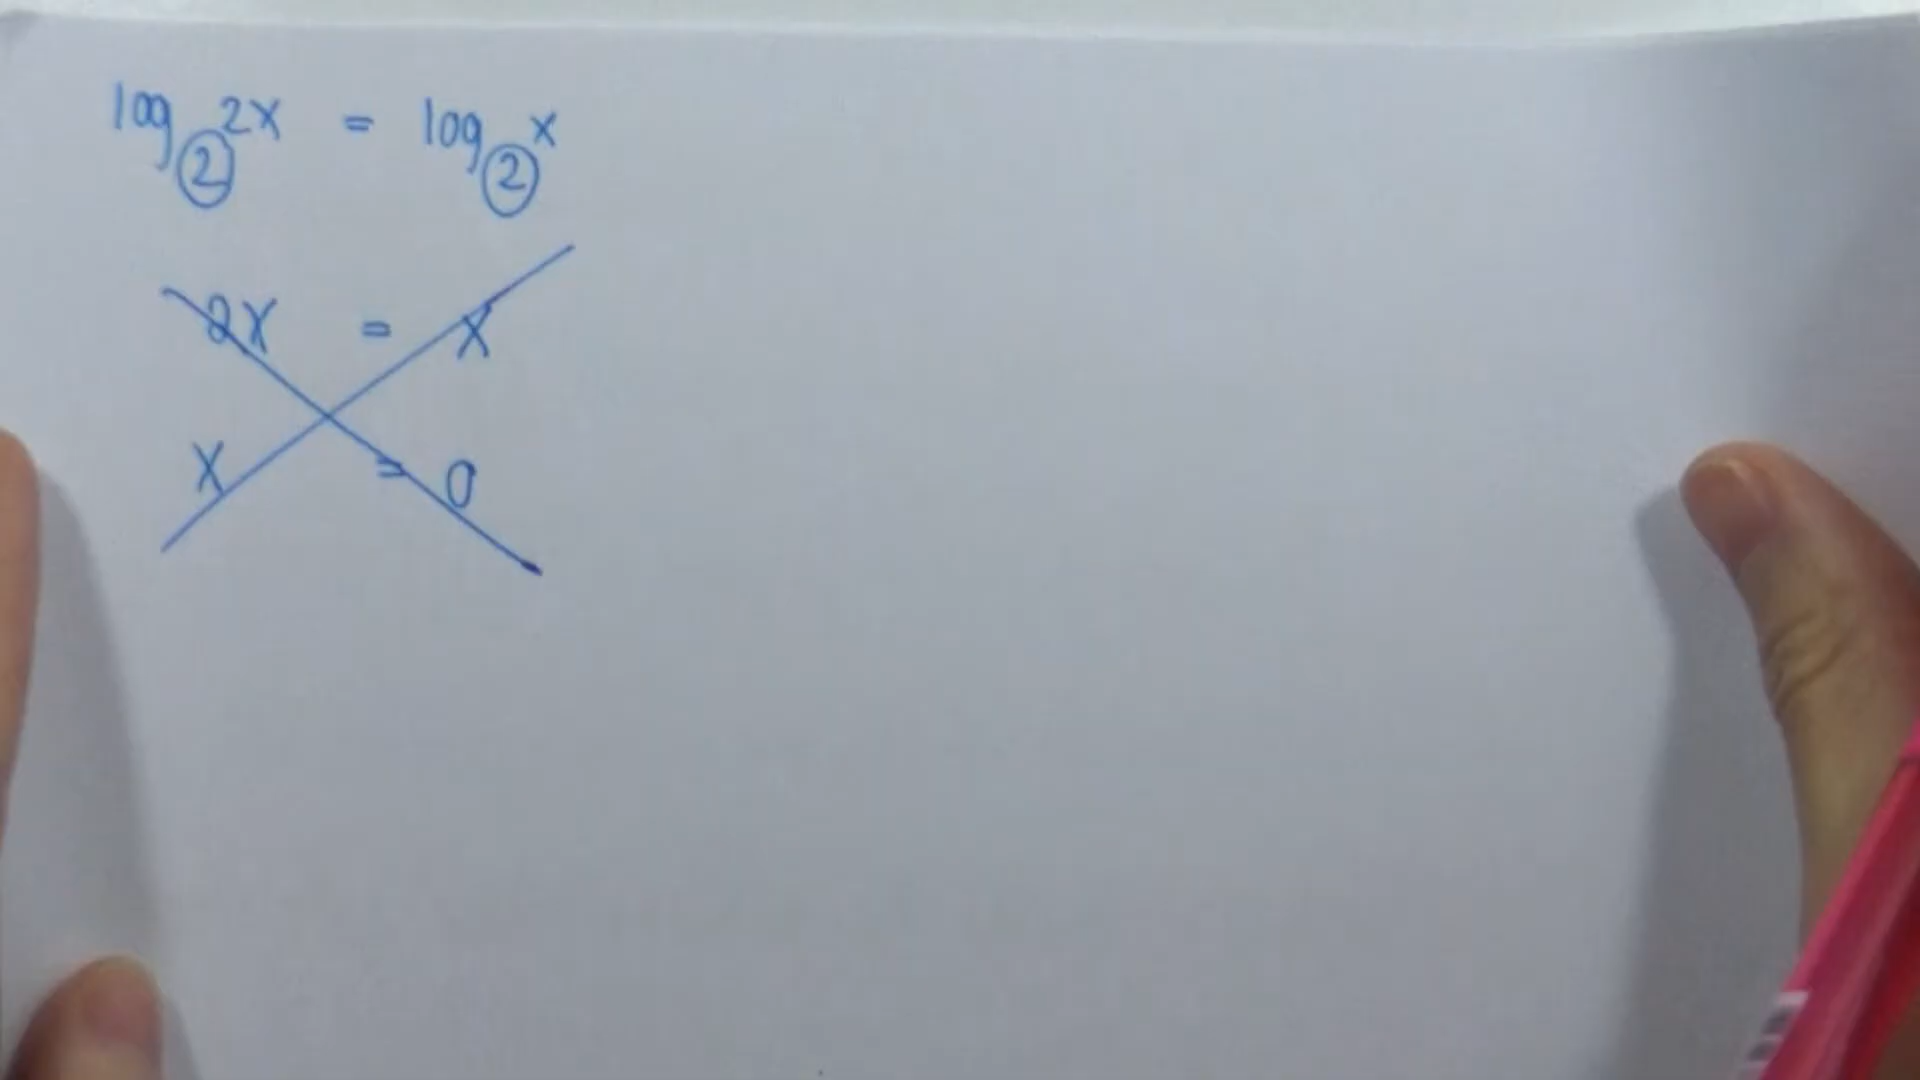 log₂ 2x = log₂ x
2x = x
x = 0